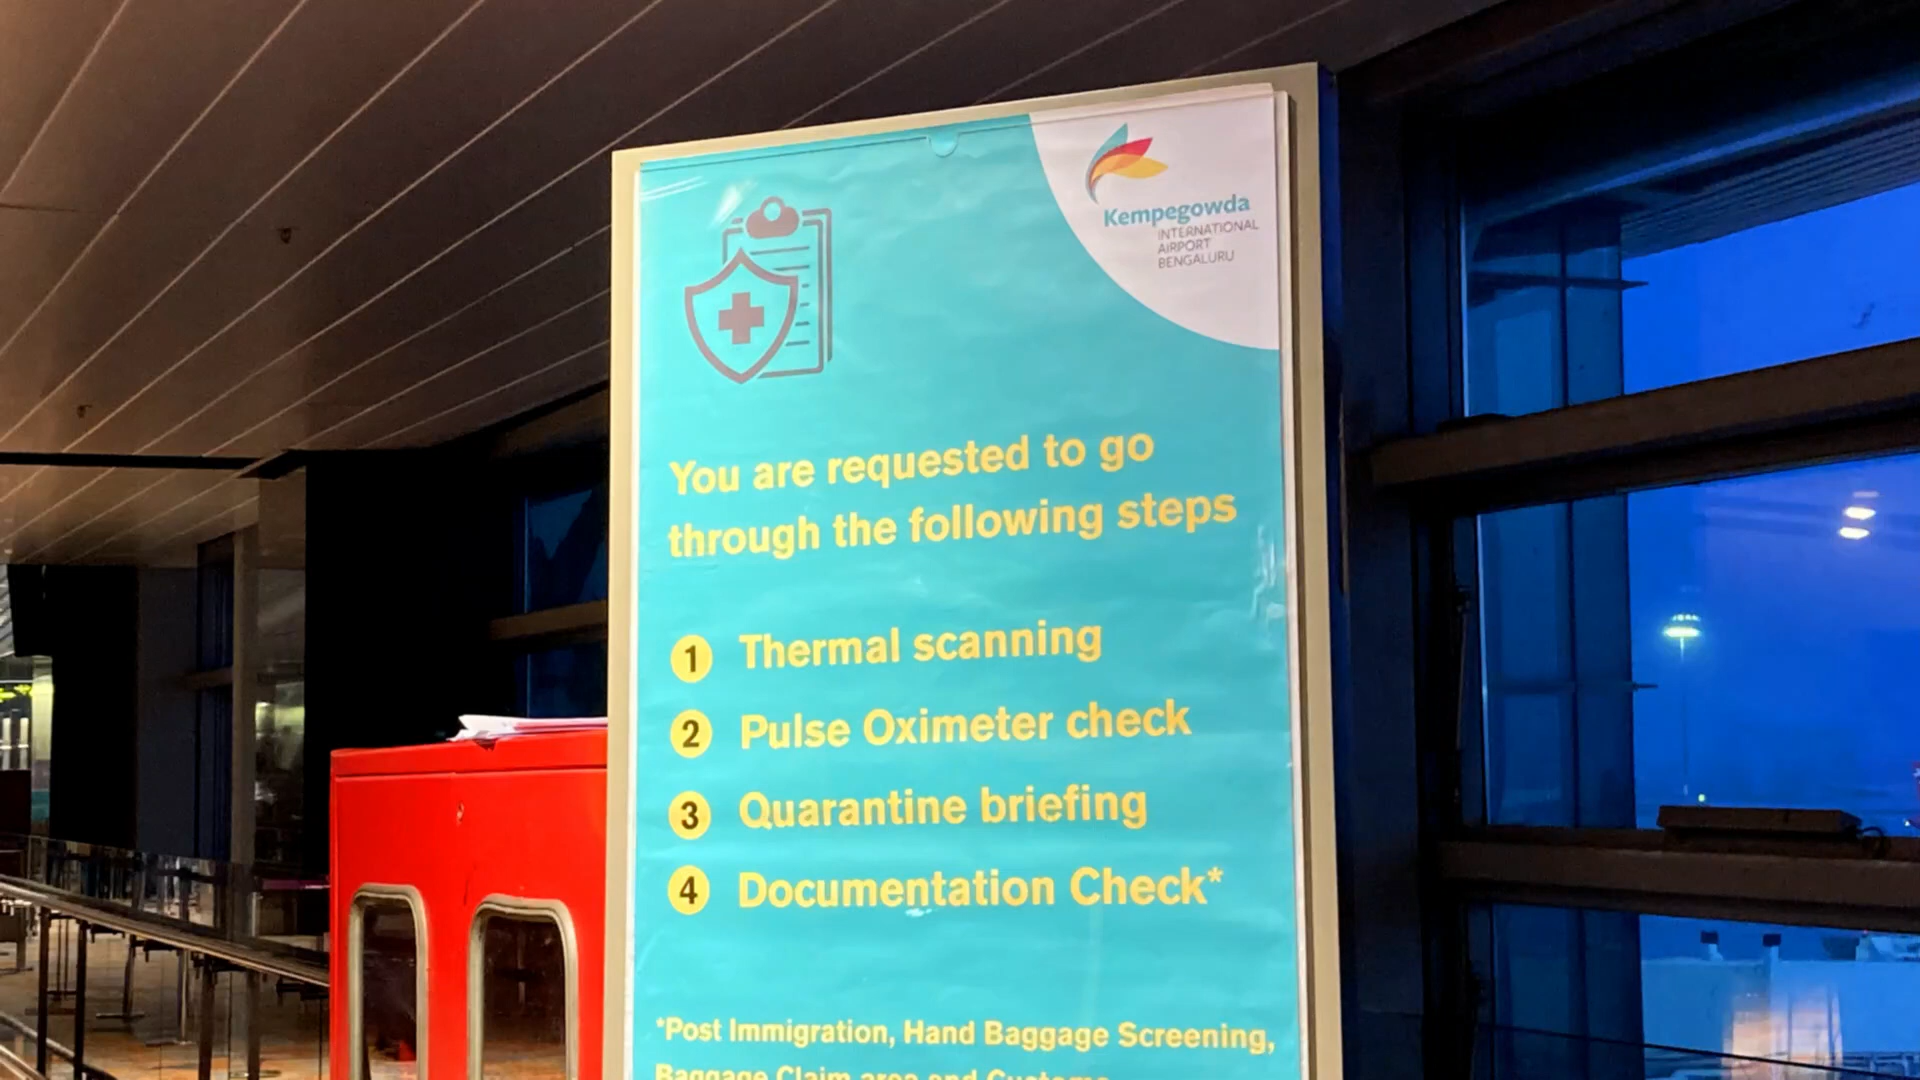 Kempegowda
INTERNATIONAL
AIRPORT
BENGALURU
You are requested to go
through the following steps
1 Thermal scanning
2 Pulse Oximeter check
3 Quarantine briefing
4 Documentation Check*
*Post Immigration, Hand Baggage Screening,
Baggage Claim area and Customs